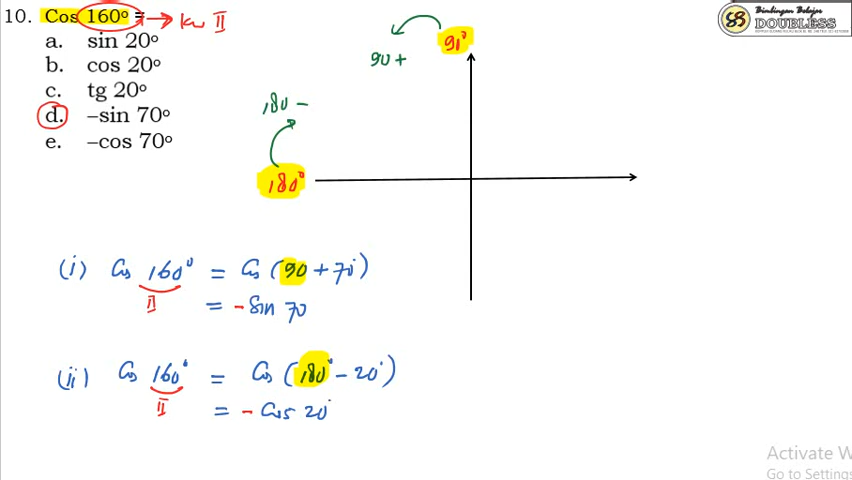 10. Cos 160° = → Kw II
a. sin 20°
b. cos 20°
c. tg 20°
d. –sin 70°
e. –cos 70°
90°
90 +
180 –
180°
(i) Cos 160° = Cos (90 + 70°)
II = - Sin 70
(ii) Cos 160° = Cos (180° – 20°)
II = - Cos 20°
Bimbingan Belajar
DOUBLESS
Activate W
Go to Settings